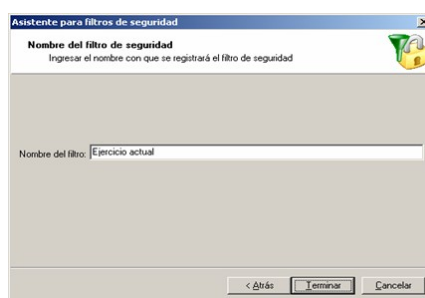 Asistente para filtros de seguridad
Nombre del filtro de seguridad
Ingresar el nombre con que se registrará el filtro de seguridad
Nombre del filtro: Ejercicio actual
< Atrás Terminar Cancelar